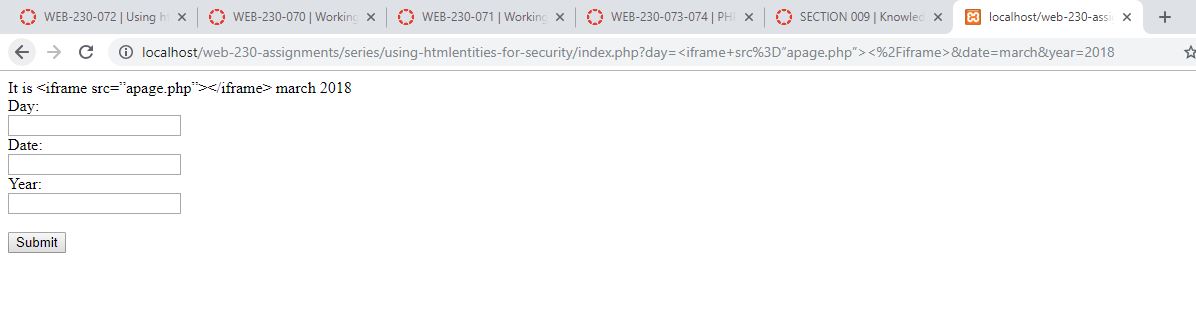 WEB-230-072 | Using ht
WEB-230-070 | Working
WEB-230-071 | Working
WEB-230-073-074 | PH
SECTION 009 | Knowled
localhost/web-230-assi
localhost/web-230-assignments/series/using-htmlentities-for-security/index.php?day=<iframe+src%3D”apage.php”><%2Fiframe>&date=march&year=2018
It is <iframe src=”apage.php”></iframe> march 2018
Day:
Date:
Year:
Submit